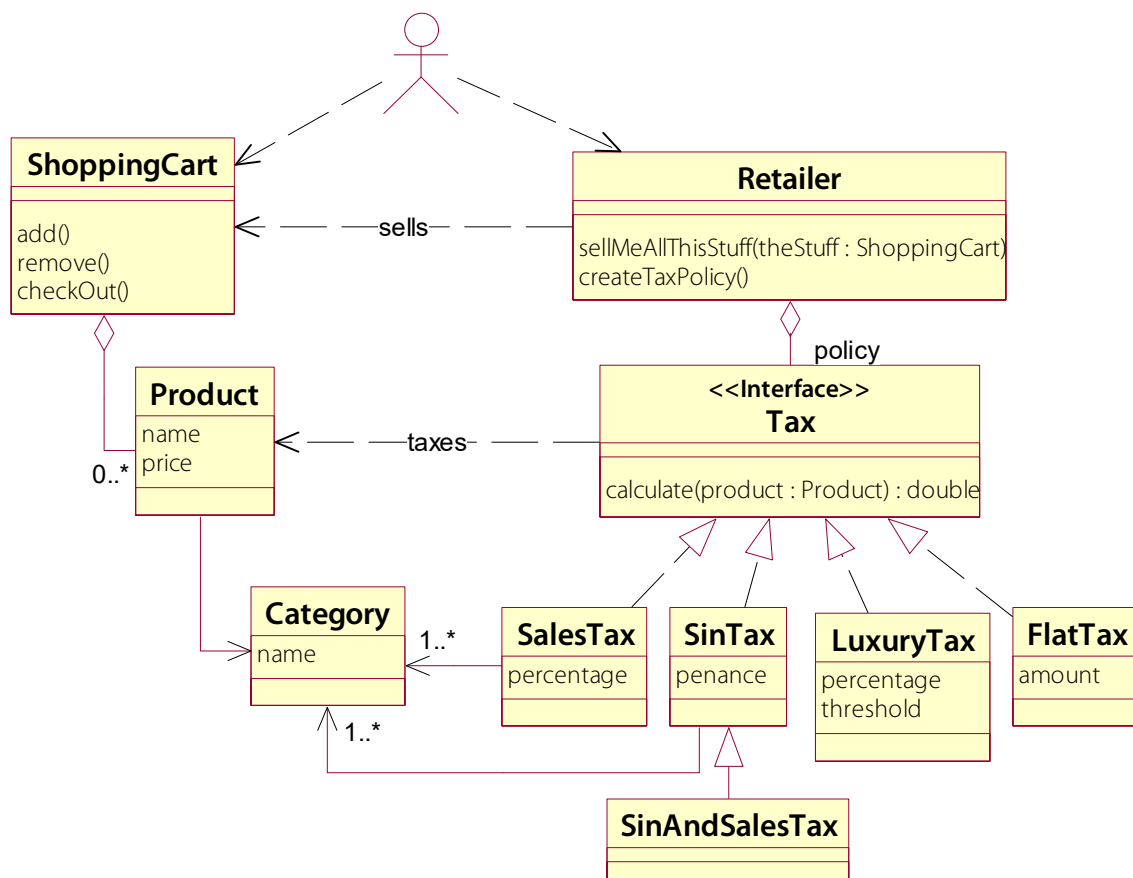 ShoppingCart
add()
remove()
checkOut()
sells
Retailer
sellMeAllThisStuff(theStuff : ShoppingCart)
createTaxPolicy()
policy
Product
name
price
0..*
taxes
<<Interface>>
Tax
calculate(product : Product) : double
Category
name
1..*
1..*
SalesTax
percentage
SinTax
penance
LuxuryTax
percentage
threshold
FlatTax
amount
SinAndSalesTax